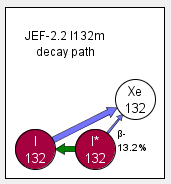 JEF-2.2 I132m
decay path
Xe
132
β-
13.2%
I
132
I*
132